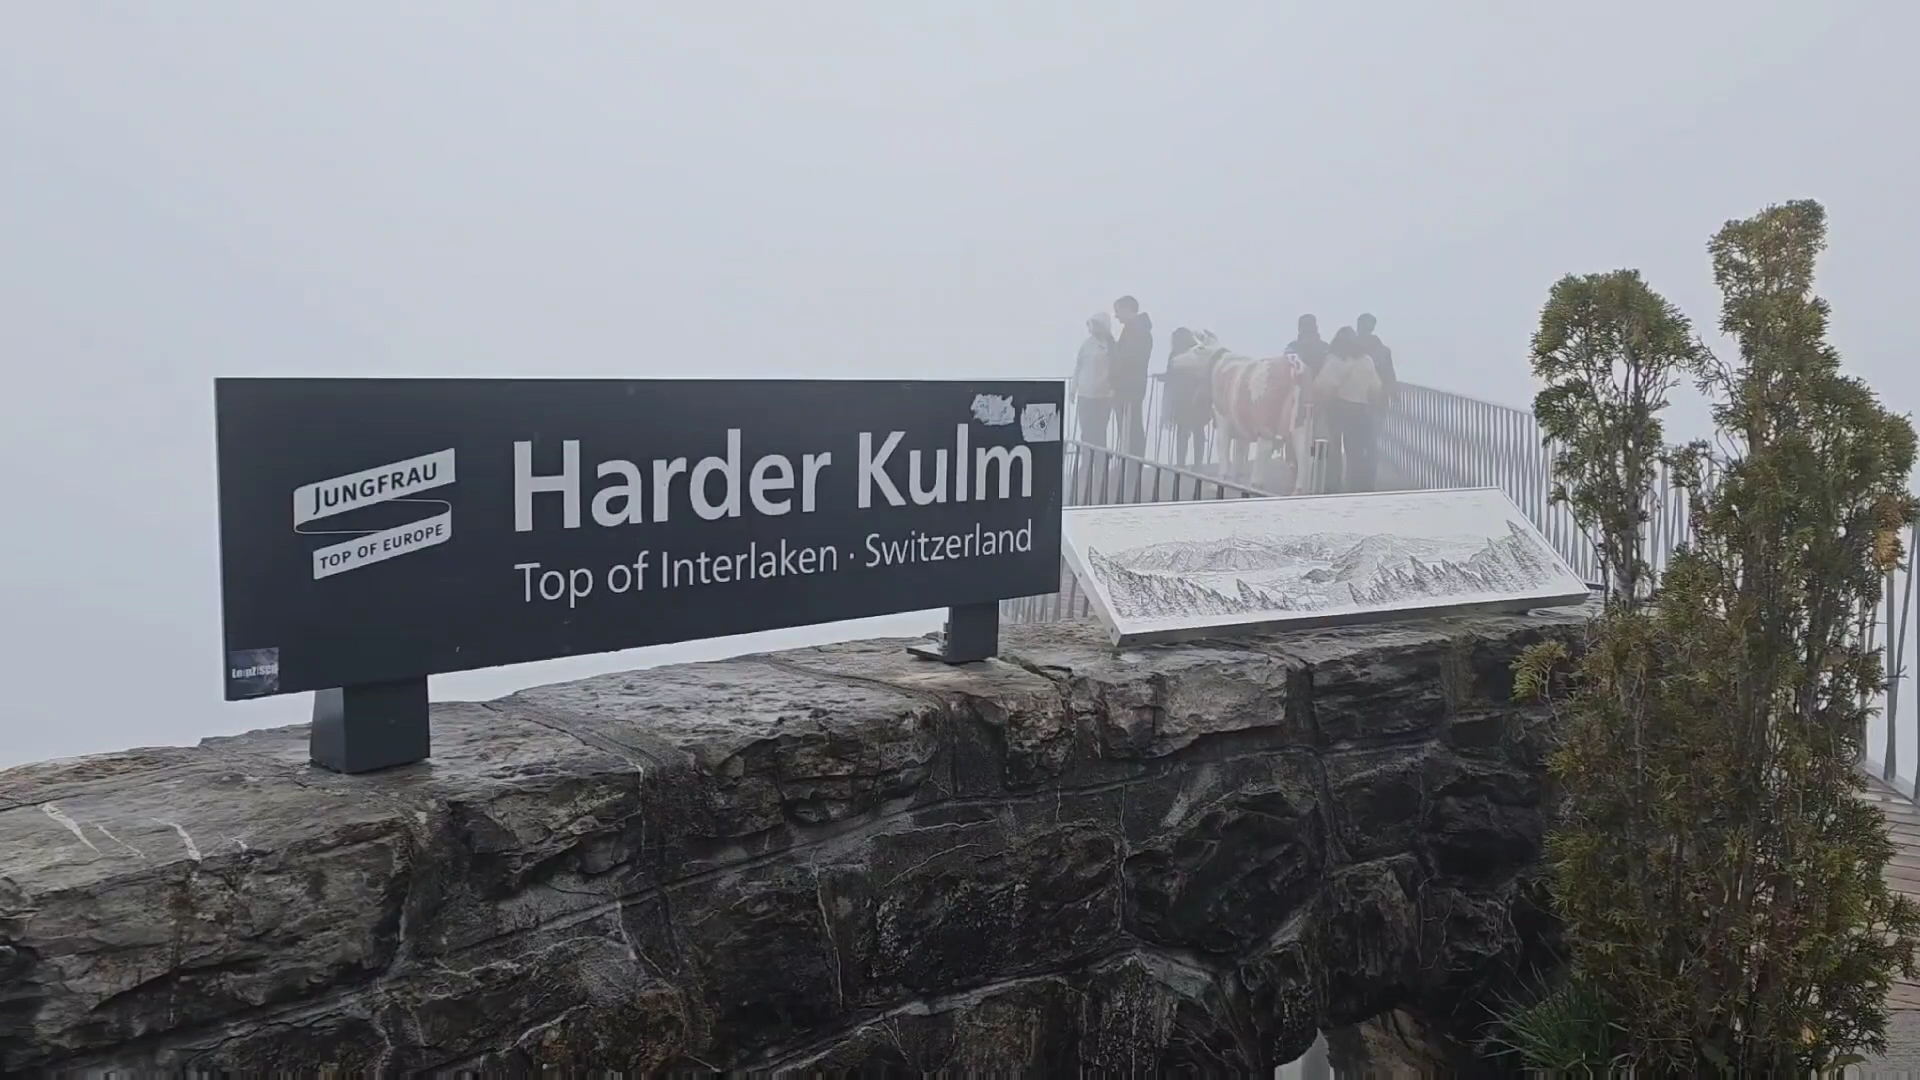 JUNGFRAU
TOP OF EUROPE
Harder Kulm
Top of Interlaken · Switzerland